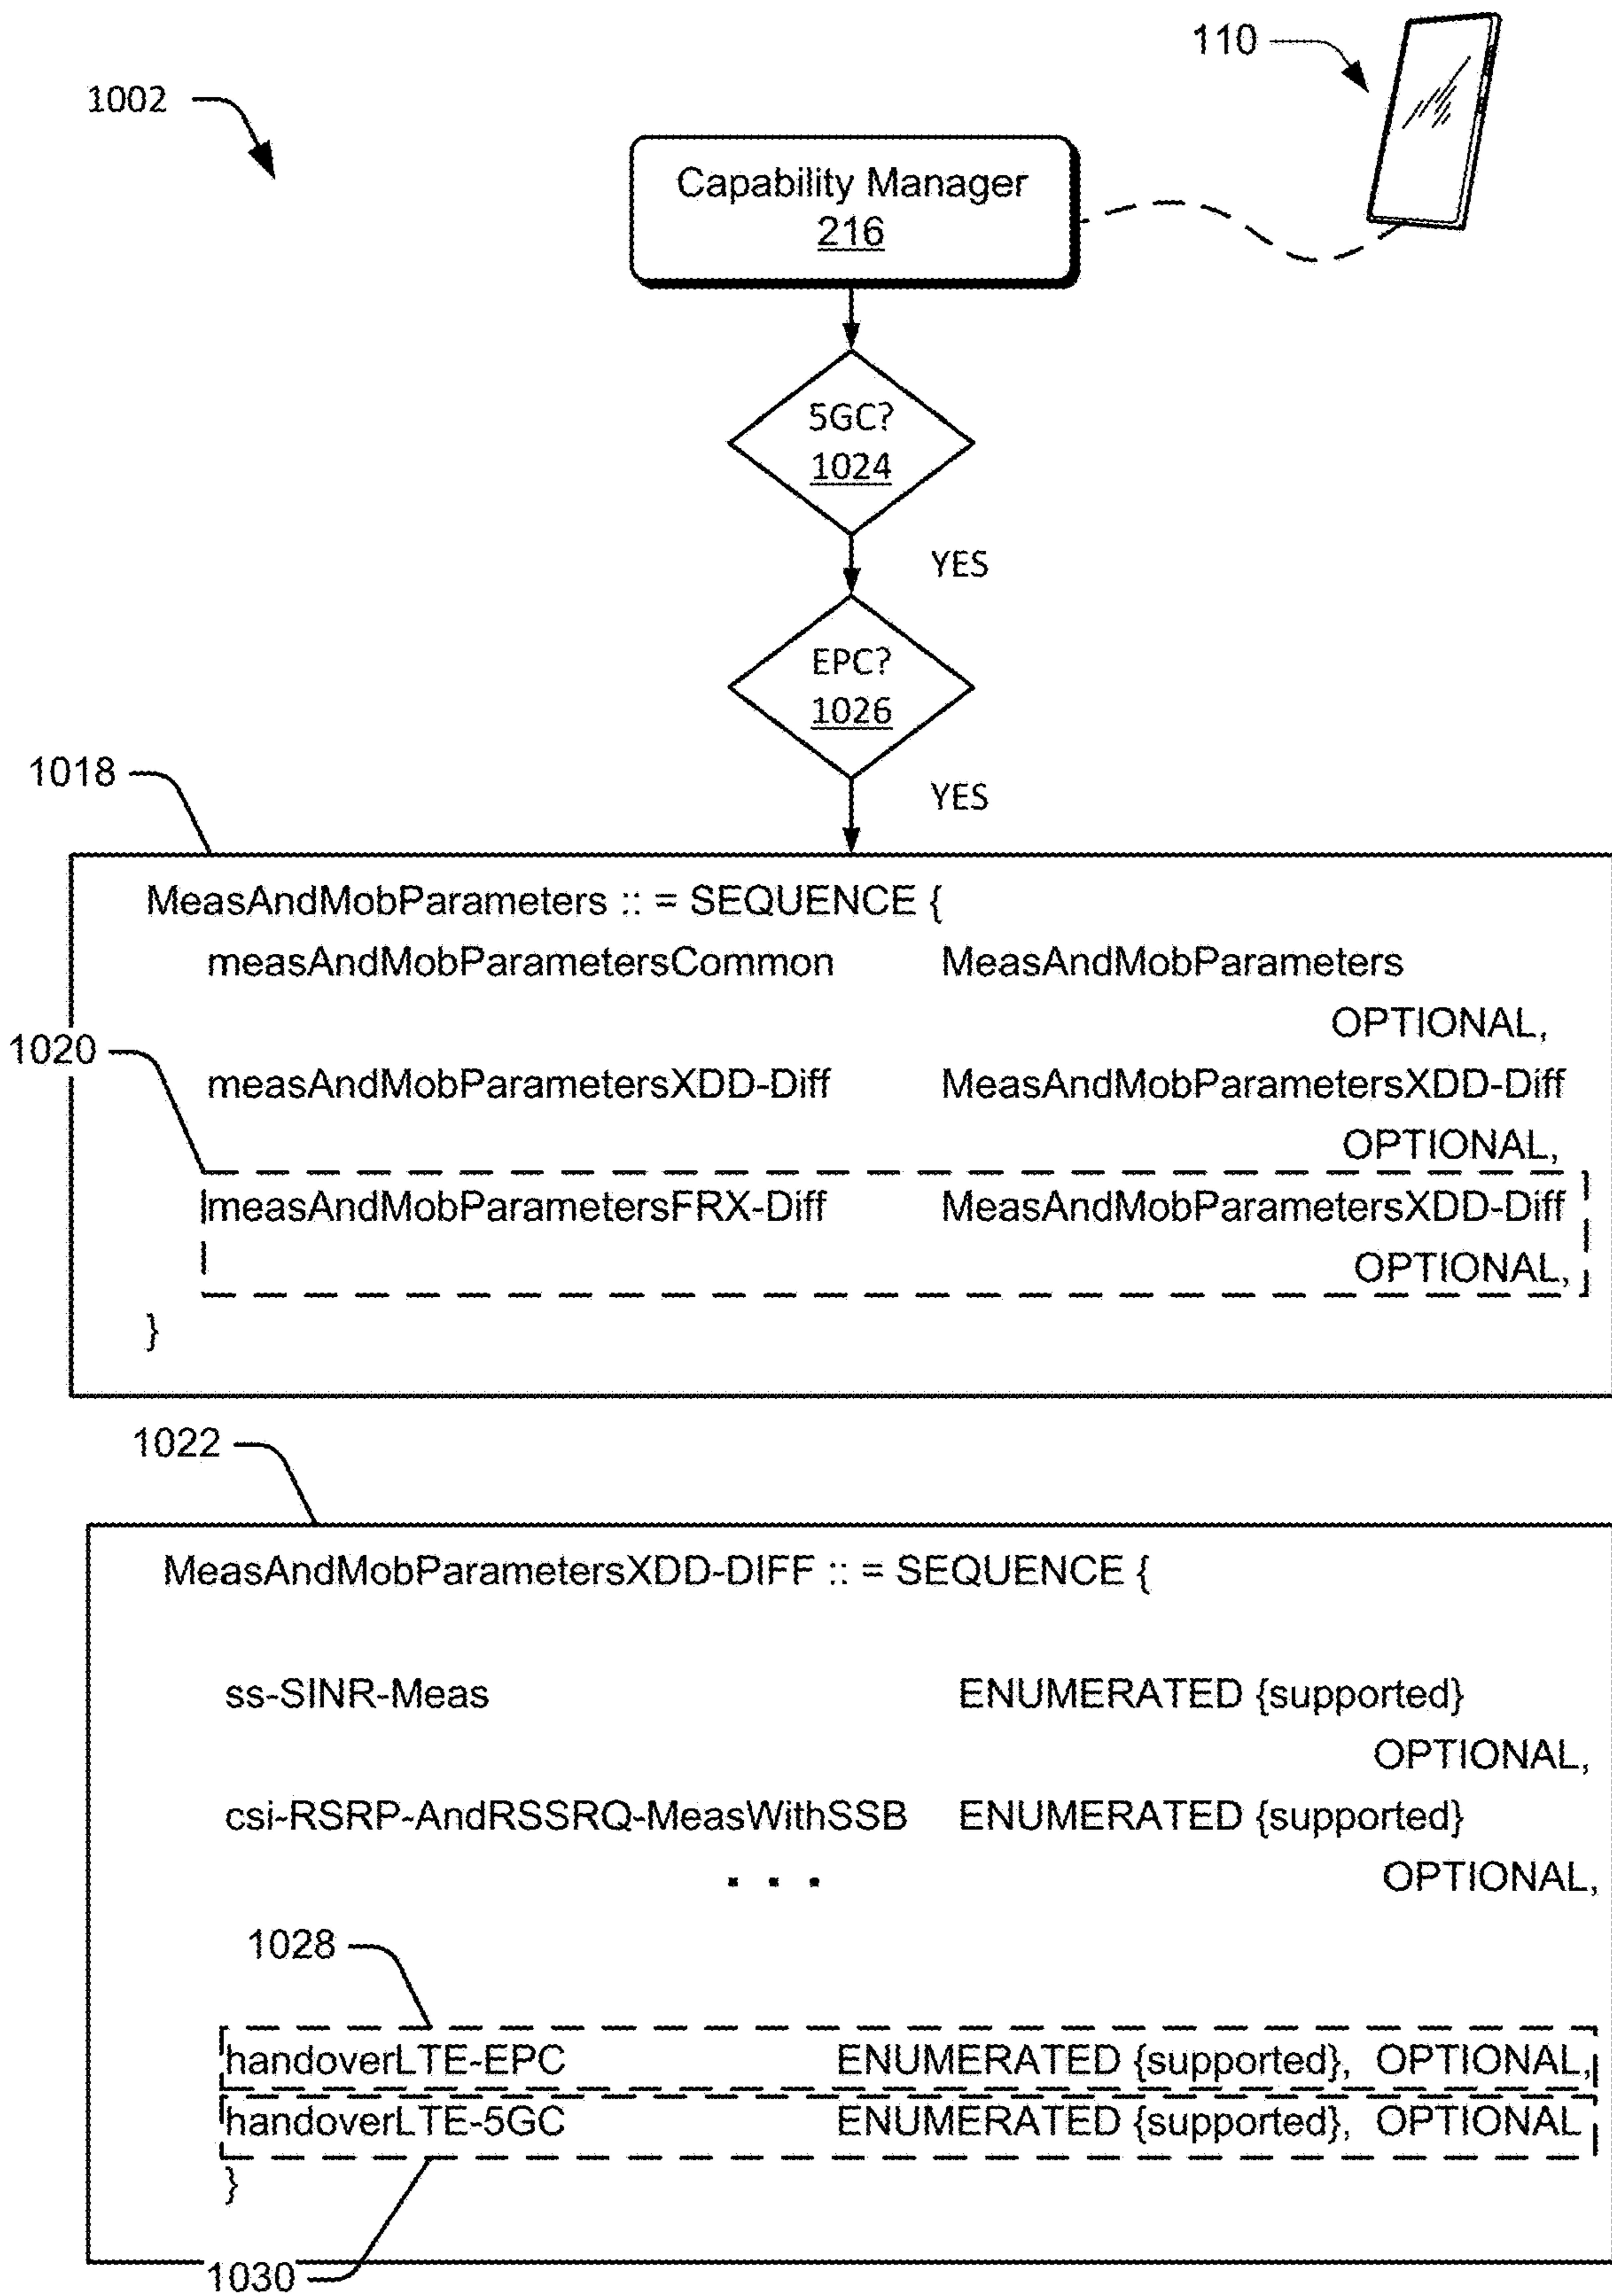 110
1002
Capability Manager
216
5GC?
1024
YES
EPC?
1026
YES
1018
MeasAndMobParameters :: = SEQUENCE {
measAndMobParametersCommon MeasAndMobParameters
OPTIONAL,
1020
measAndMobParametersXDD-Diff MeasAndMobParametersXDD-Diff
OPTIONAL,
measAndMobParametersFRX-Diff MeasAndMobParametersXDD-Diff
OPTIONAL,
}
1022
MeasAndMobParametersXDD-DIFF :: = SEQUENCE {
ss-SINR-Meas ENUMERATED {supported}
OPTIONAL,
csi-RSRP-AndRSSRQ-MeasWithSSB ENUMERATED {supported}
. . . OPTIONAL,
1028
handoverLTE-EPC ENUMERATED {supported}, OPTIONAL,
handoverLTE-5GC ENUMERATED {supported}, OPTIONAL
}
1030